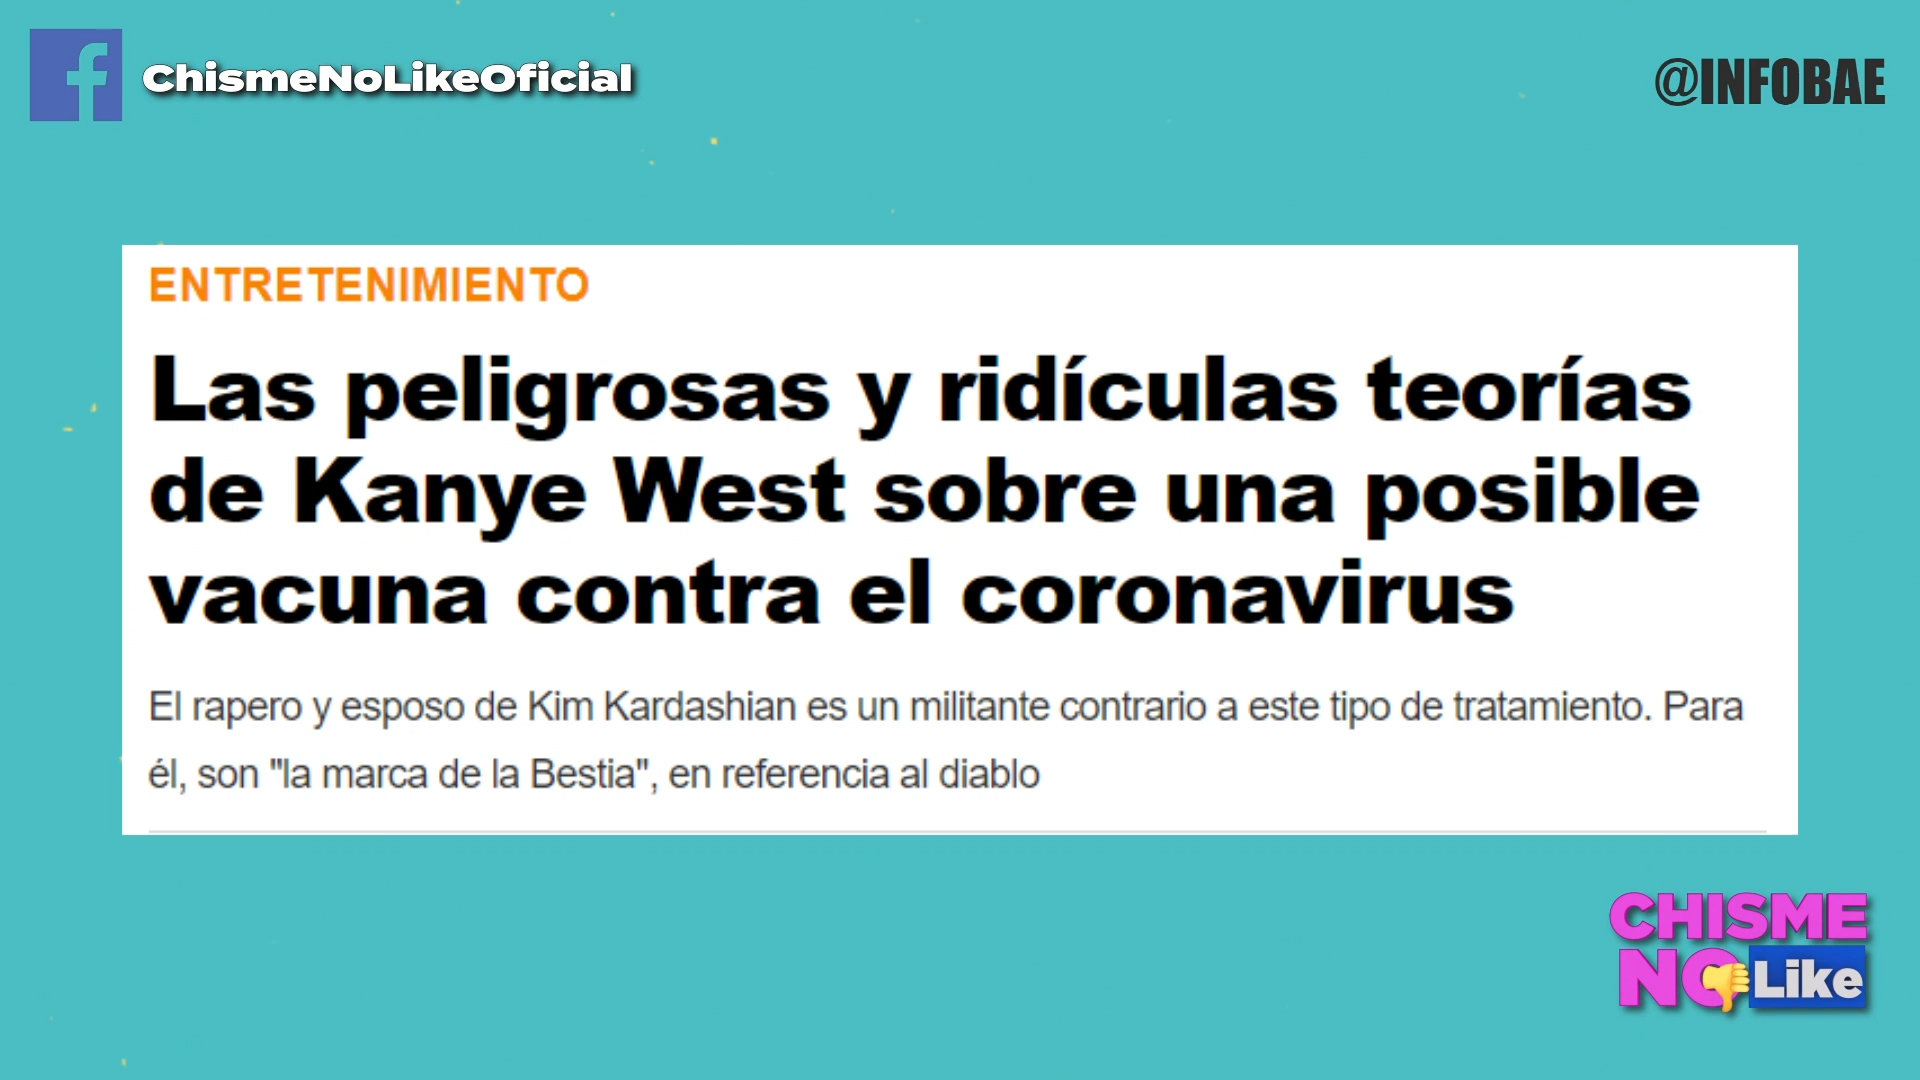 ChismeNoLikeOficial
@INFOBAE
ENTRETENIMIENTO
Las peligrosas y ridículas teorías
de Kanye West sobre una posible
vacuna contra el coronavirus
El rapero y esposo de Kim Kardashian es un militante contrario a este tipo de tratamiento. Para
él, son "la marca de la Bestia", en referencia al diablo
CHISME
NO Like